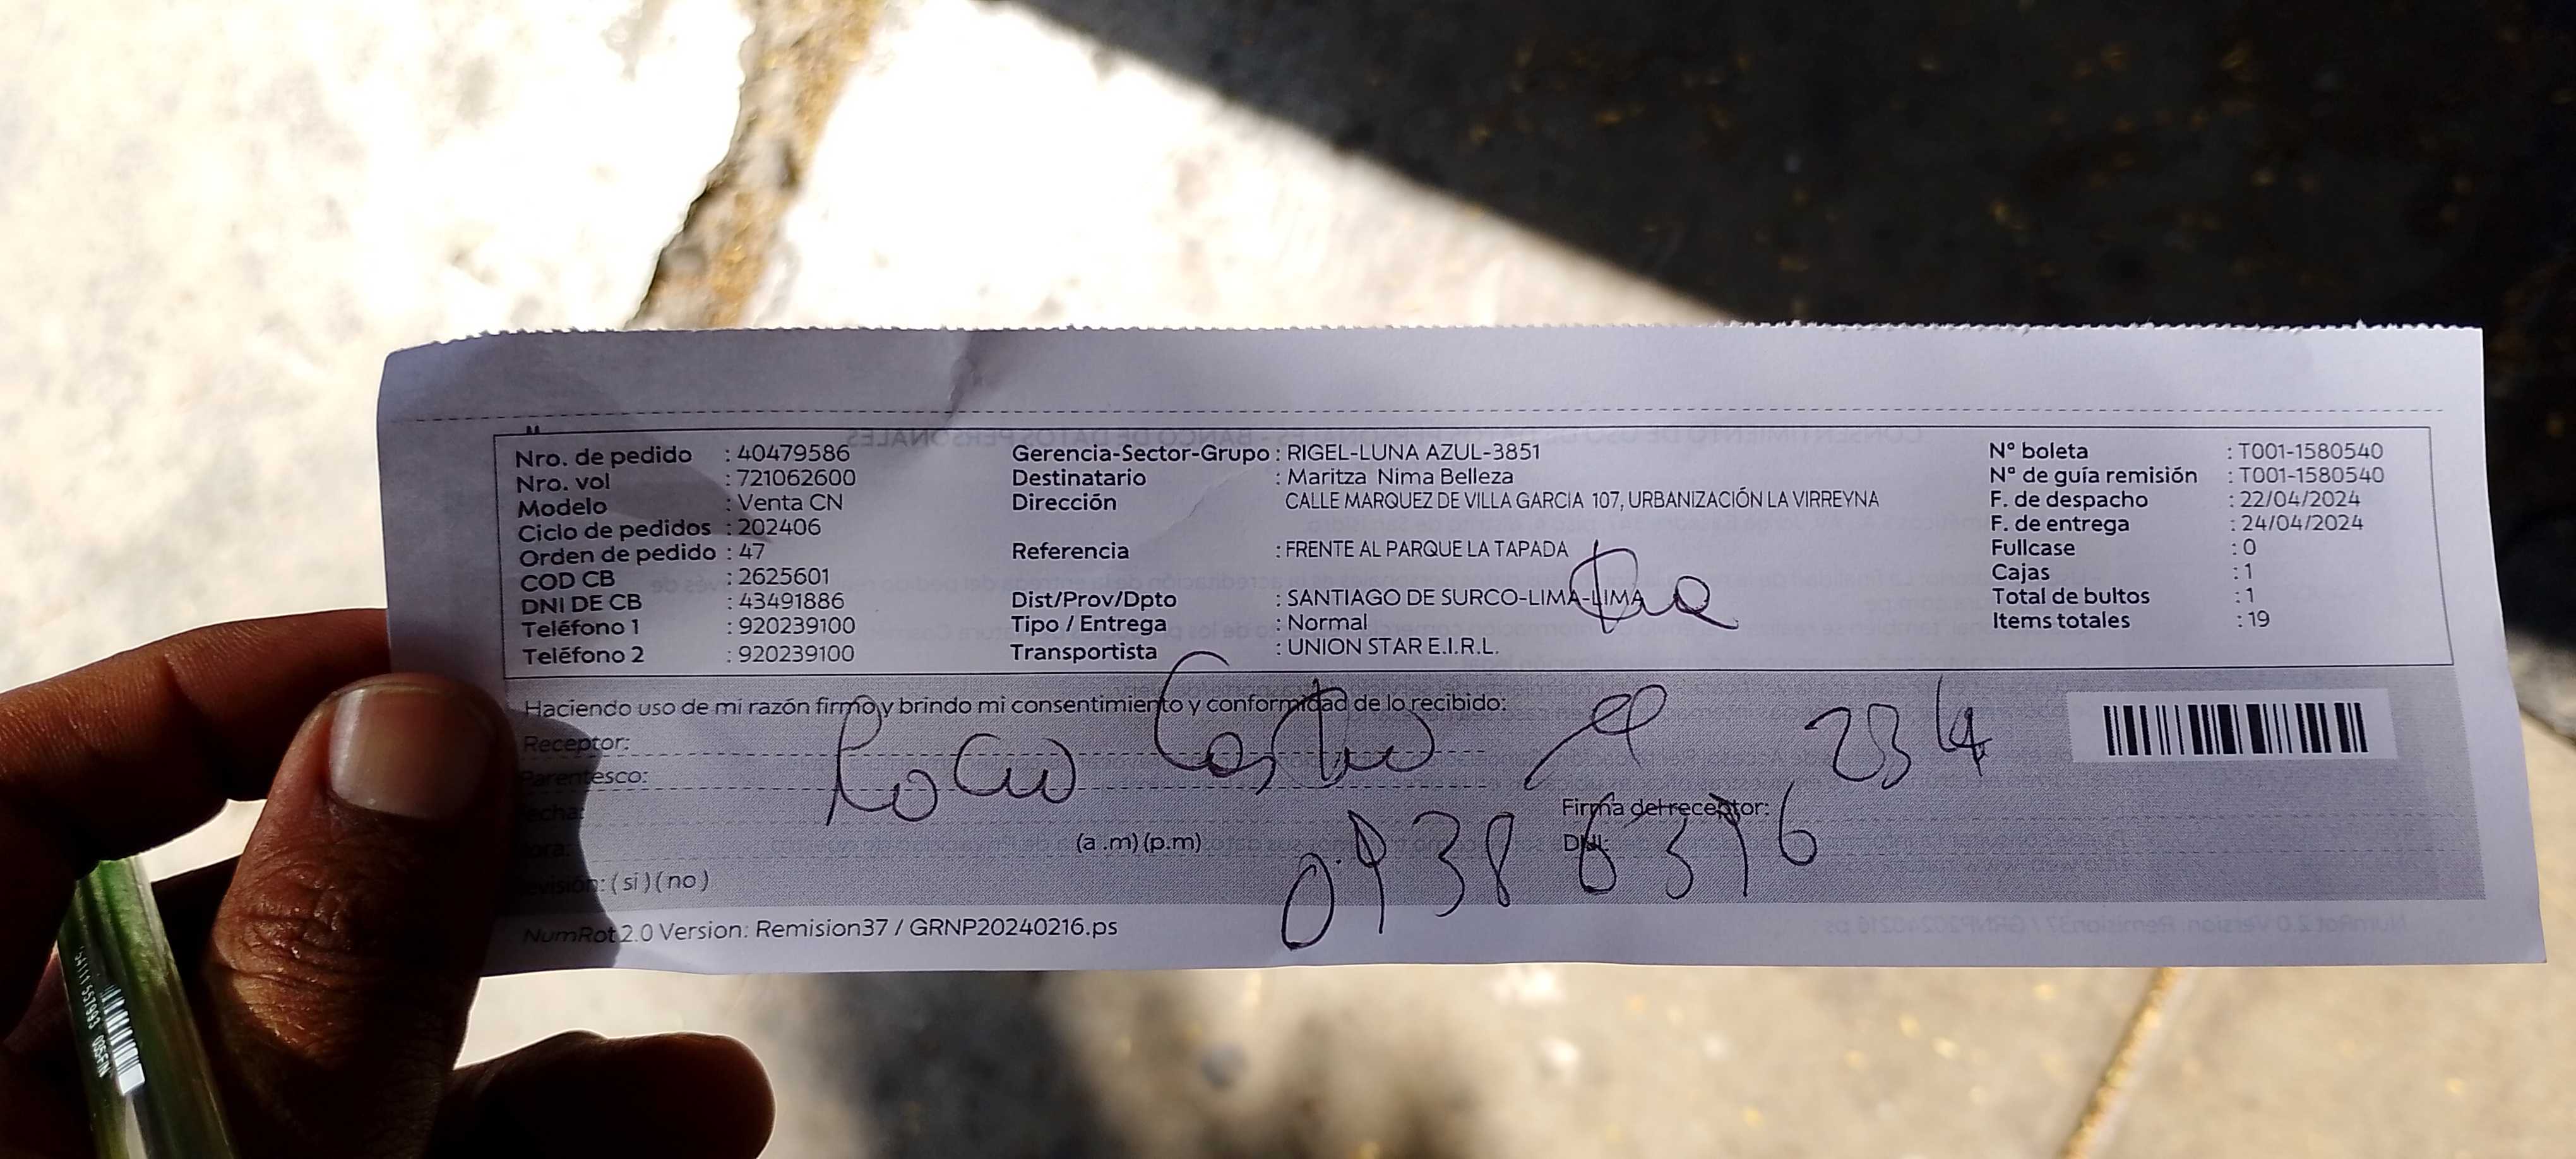 Nro. de pedido : 40479586
Nro. vol : 721062600
Modelo : Venta CN
Ciclo de pedidos : 202406
Orden de pedido : 47
COD CB : 2625601
DNI DE CB : 43491886
Teléfono 1 : 920239100
Teléfono 2 : 920239100
Gerencia-Sector-Grupo : RIGEL-LUNA AZUL-3851
Destinatario : Maritza Nima Belleza
Dirección CALLE MARQUEZ DE VILLA GARCIA 107, URBANIZACIÓN LA VIRREYNA
Referencia : FRENTE AL PARQUE LA TAPADA
Dist/Prov/Dpto : SANTIAGO DE SURCO-LIMA-LIMA
Tipo / Entrega : Normal
Transportista : UNION STAR E.I.R.L.
N° boleta : T001-1580540
N° de guía remisión : T001-1580540
F. de despacho : 22/04/2024
F. de entrega : 24/04/2024
Fullcase : 0
Cajas : 1
Total de bultos : 1
Items totales : 19
Haciendo uso de mi razón firmo y brindo mi consentimiento y conformidad de lo recibido:
Receptor:
Parentesco:
Castro
Firma del receptor:
(a.m) (p.m)
DNI:
(si) (no)
NumRot 2.0 Version: Remision37 / GRNP20240216.ps